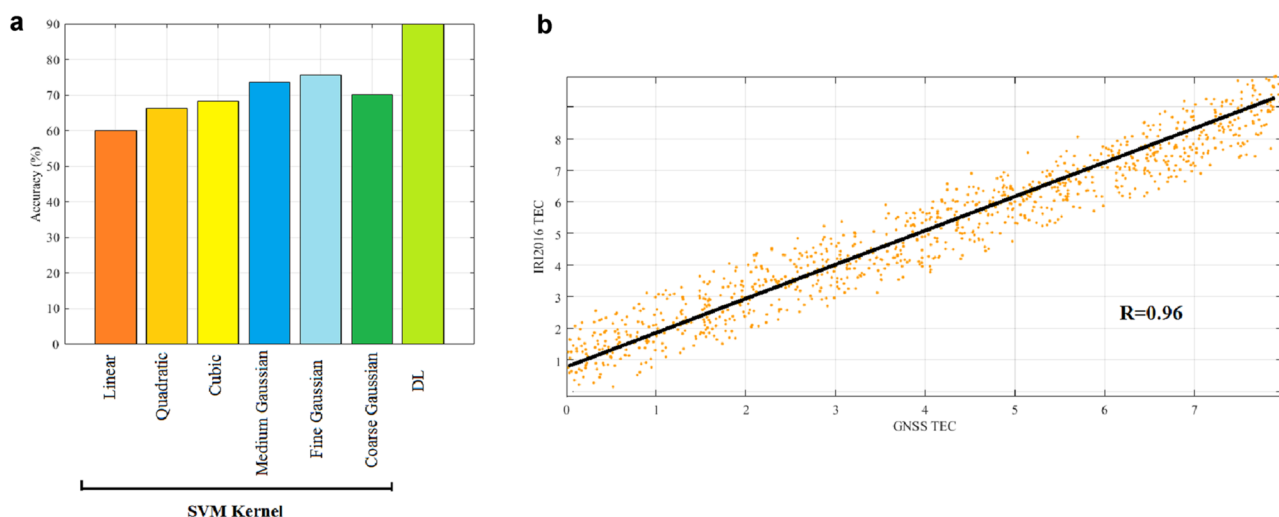 a
Accuracy (%)
90
80
70
60
50
40
30
20
10
0
Linear
Quadratic
Cubic
Medium Gaussian
Fine Gaussian
Coarse Gaussian
DL
SVM Kernel
b
IRI2016 TEC
8
7
6
5
4
3
2
1
R=0.96
0 1 2 3 4 5 6 7
GNSS TEC